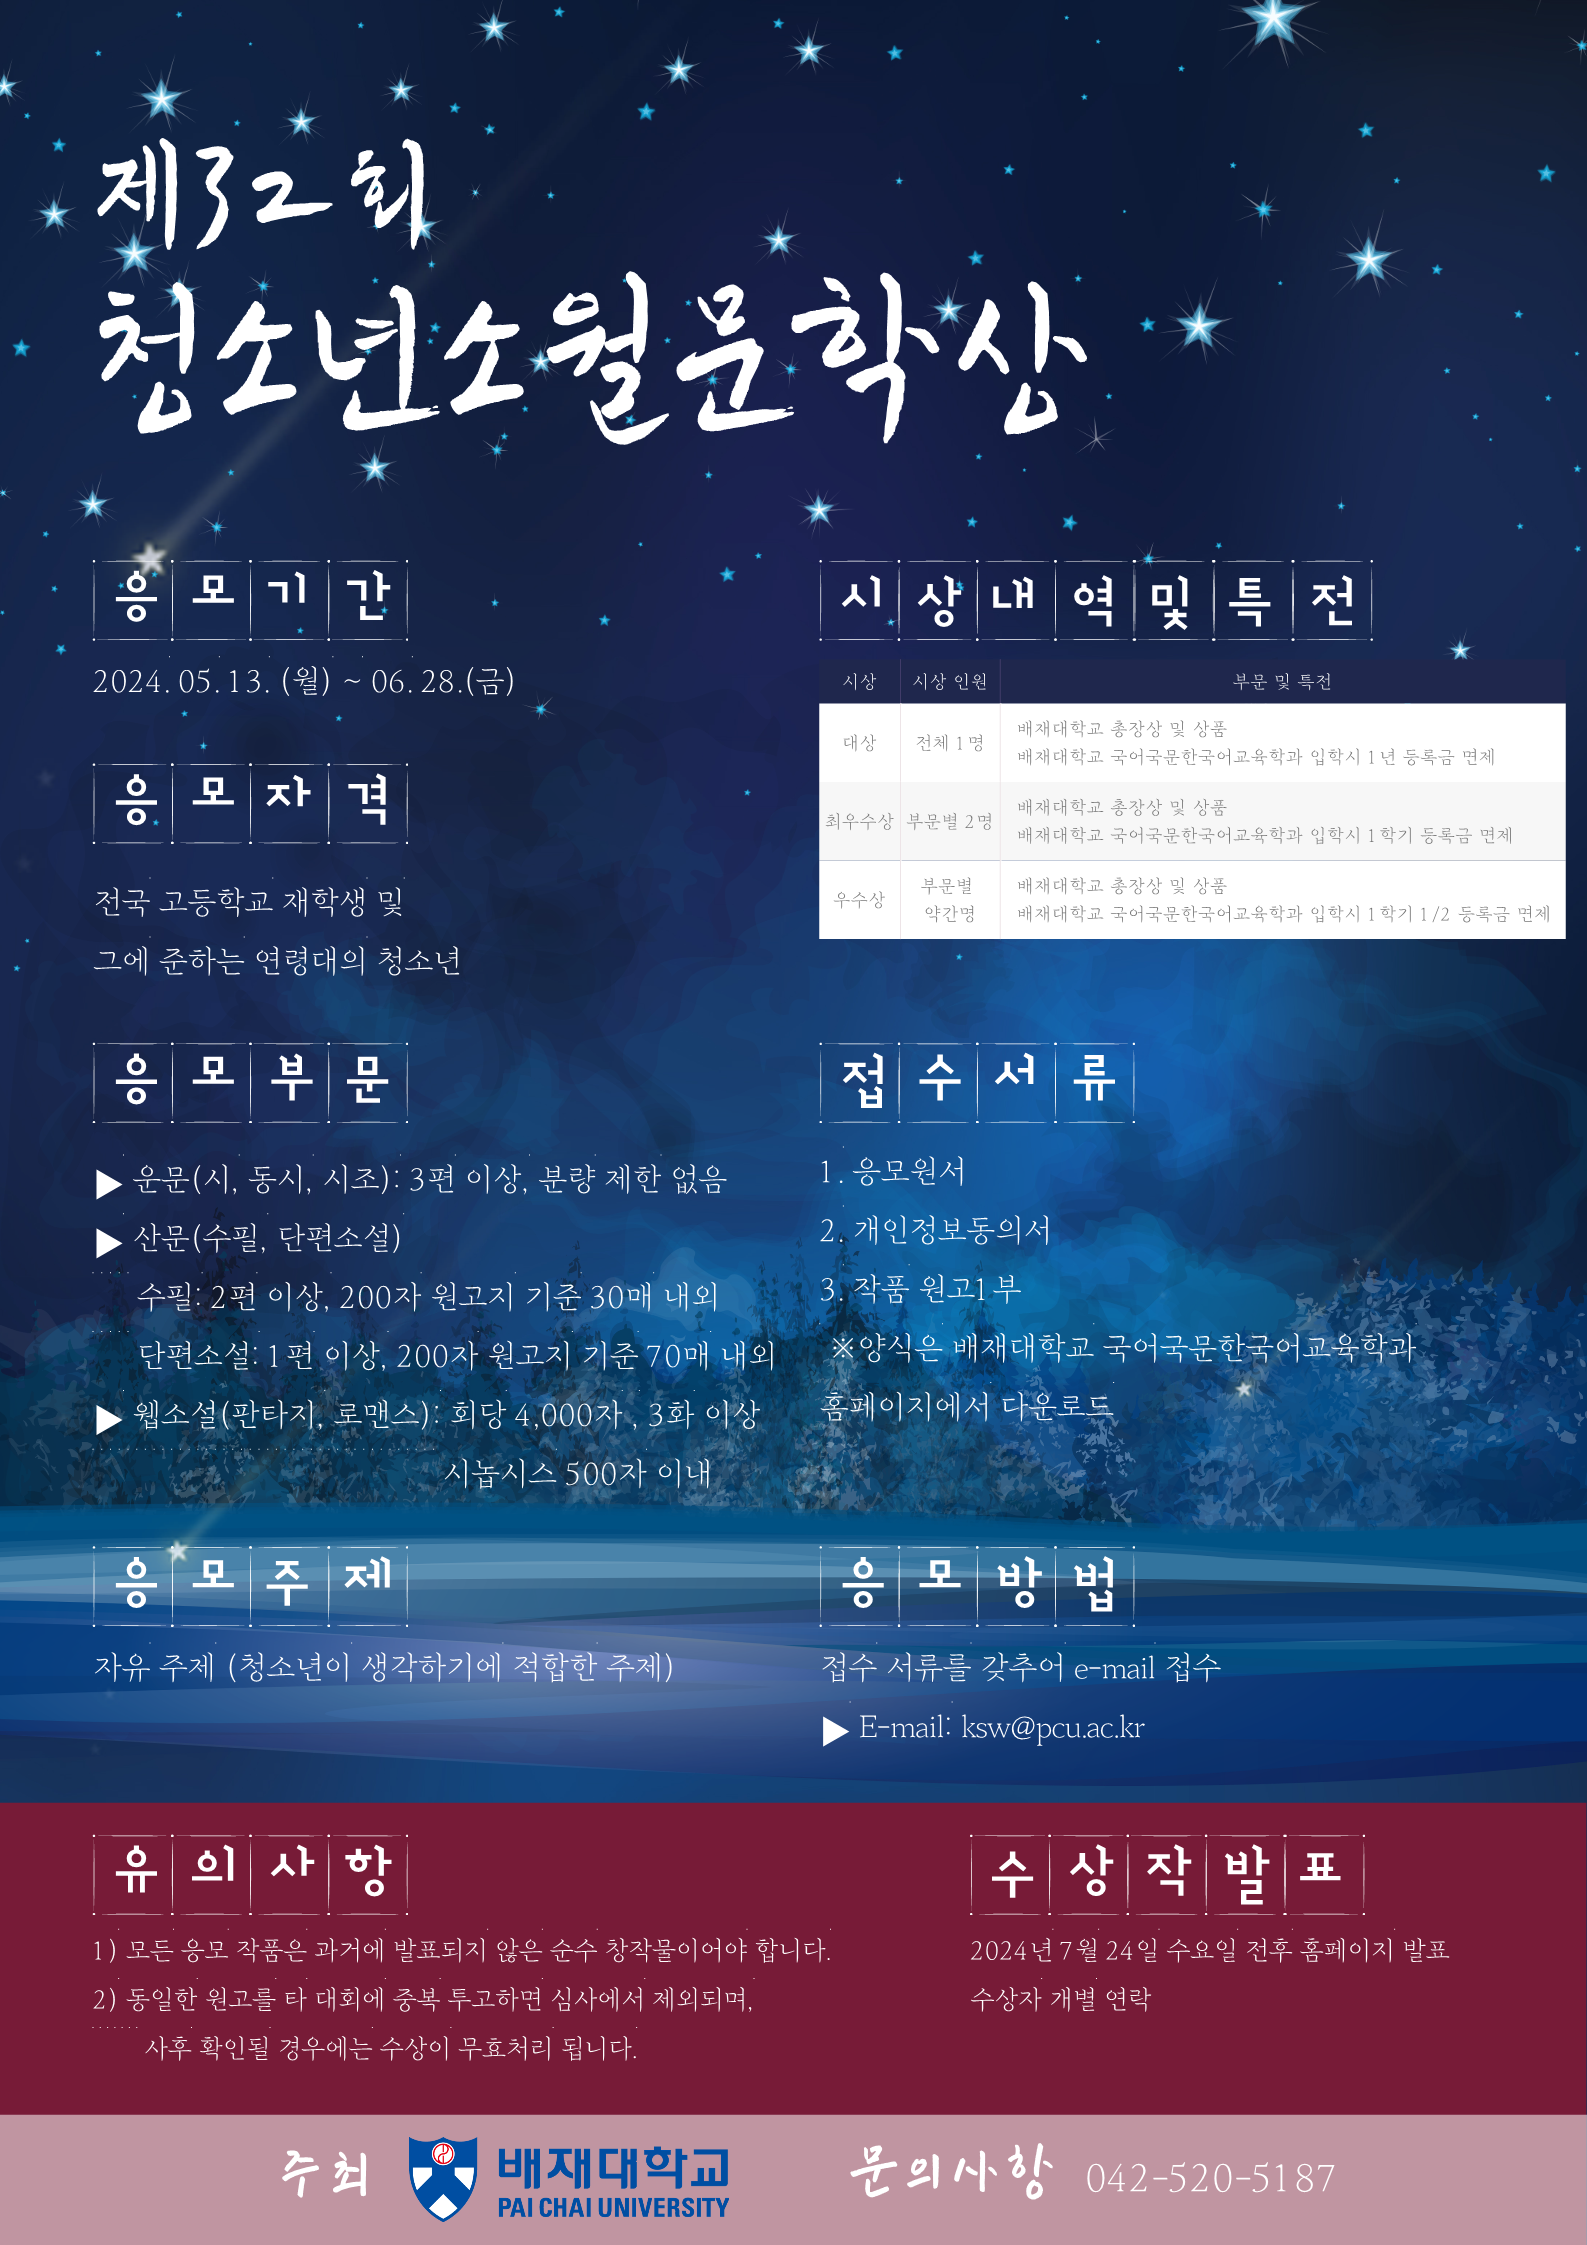 제32회
청소년소월문학상
응모기간
2024. 05. 13. (월) ~ 06. 28.(금)
응모자격
전국 고등학교 재학생 및
그에 준하는 연령대의 청소년
응모부문
▶ 운문(시, 동시, 시조): 3편 이상, 분량 제한 없음
▶ 산문(수필, 단편소설)
수필: 2편 이상, 200자 원고지 기준 30매 내외
단편소설: 1편 이상, 200자 원고지 기준 70매 내외
▶ 웹소설(판타지, 로맨스): 회당 4,000자 , 3화 이상
시놉시스 500자 이내
응모주제
자유 주제 (청소년이 생각하기에 적합한 주제)
시상내역및특전
시상 시상 인원 부문 및 특전
대상 전체 1명 배재대학교 총장상 및 상품
배재대학교 국어국문한국어교육학과 입학시 1년 등록금 면제
최우수상 부문별 2명 배재대학교 총장상 및 상품
배재대학교 국어국문한국어교육학과 입학시 1학기 등록금 면제
우수상 부문별 약간명 배재대학교 총장상 및 상품
배재대학교 국어국문한국어교육학과 입학시 1학기 1/2 등록금 면제
접수서류
1. 응모원서
2. 개인정보동의서
3. 작품 원고1부
※양식은 배재대학교 국어국문한국어교육학과
홈페이지에서 다운로드
응모방법
접수 서류를 갖추어 e-mail 접수
▶ E-mail: ksw@pcu.ac.kr
유의사항
1) 모든 응모 작품은 과거에 발표되지 않은 순수 창작물이어야 합니다.
2) 동일한 원고를 타 대회에 중복 투고하면 심사에서 제외되며,
사후 확인될 경우에는 수상이 무효처리 됩니다.
수상작발표
2024년 7월 24일 수요일 전후 홈페이지 발표
수상자 개별 연락
주최 배재대학교
PAI CHAI UNIVERSITY
문의사항 042-520-5187